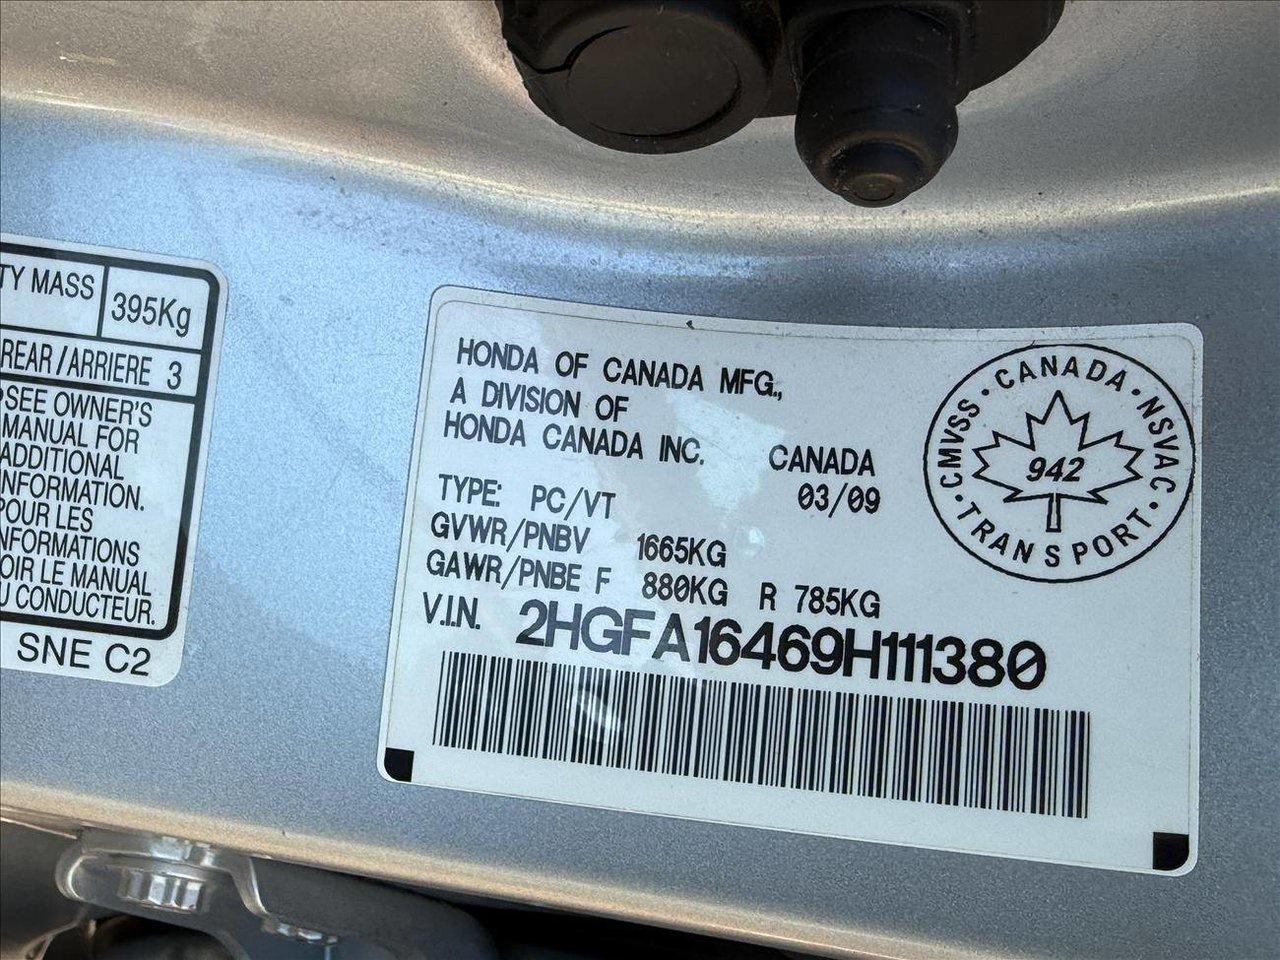 TY MASS 395Kg
REAR/ARRIERE 3
SEE OWNER'S
MANUAL FOR
ADDITIONAL
INFORMATION.
POUR LES
INFORMATIONS
VOIR LE MANUAL
DU CONDUCTEUR.
SNE C2
HONDA OF CANADA MFG.,
A DIVISION OF
HONDA CANADA INC. CANADA
03/09
TYPE: PC/VT
GVWR/PNBV 1665KG
GAWR/PNBE F 880KG R 785KG
V.I.N. 2HGFA16469H111380
CMVSS · CANADA · NSVAC · TRANSPORT ·
942